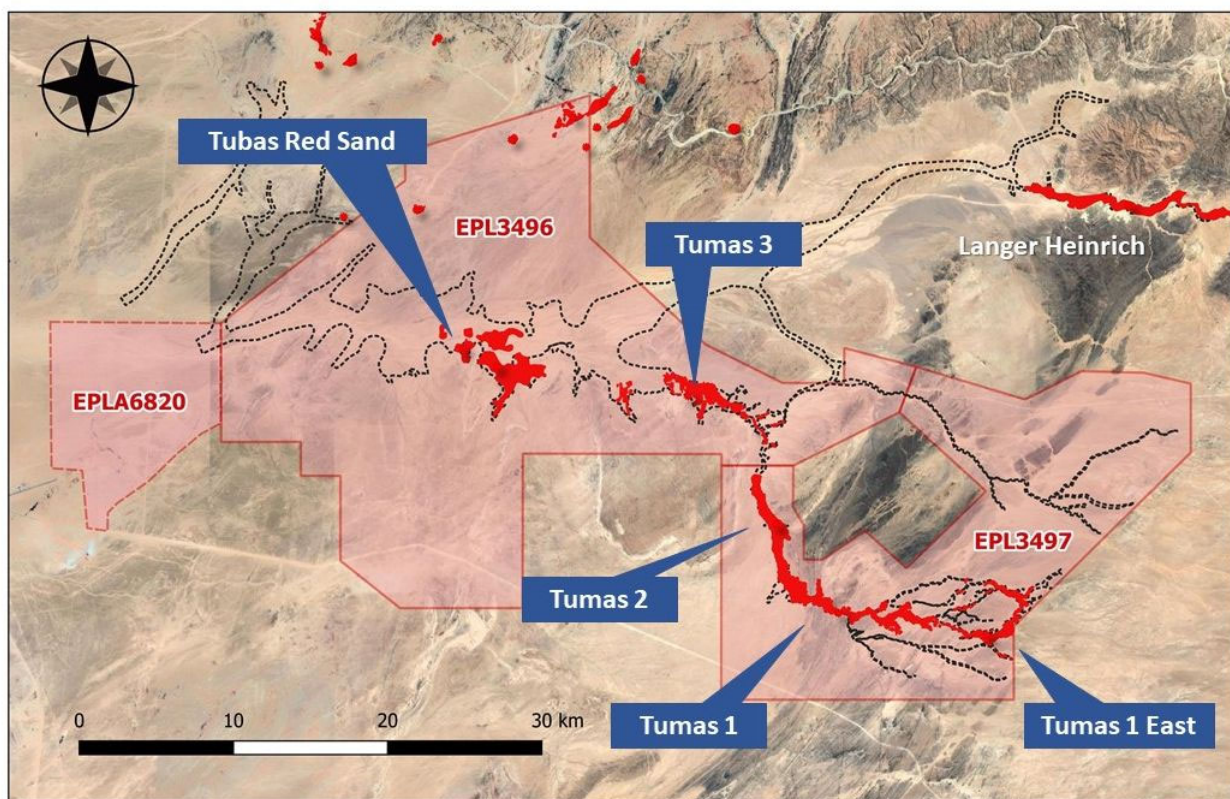 Tubas Red Sand
EPL3496
Tumas 3
Langer Heinrich
EPLA6820
EPL3497
Tumas 2
Tumas 1
Tumas 1 East
0 10 20 30 km